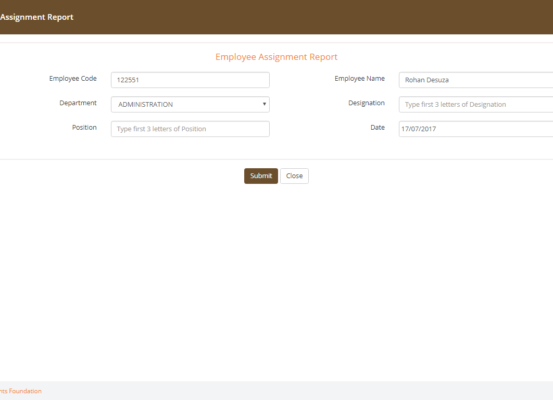 Assignment Report
Employee Assignment Report
Employee Code 122551 Employee Name Rohan Desuza
Department ADMINISTRATION Designation Type first 3 letters of Designation
Position Type first 3 letters of Position Date 17/07/2017
Submit Close
nts Foundation